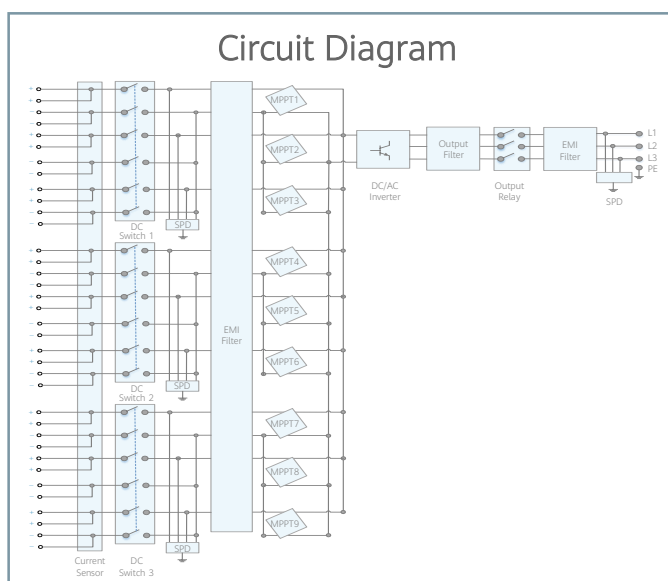 Circuit Diagram
MPPT1
MPPT2
MPPT3
MPPT4
MPPT5
MPPT6
MPPT7
MPPT8
MPPT9
DC
Switch 1
SPD
DC
Switch 2
SPD
Current
Sensor
DC
Switch 3
SPD
EMI
Filter
DC/AC
Inverter
Output
Filter
Output
Relay
EMI
Filter
SPD
L1
L2
L3
PE